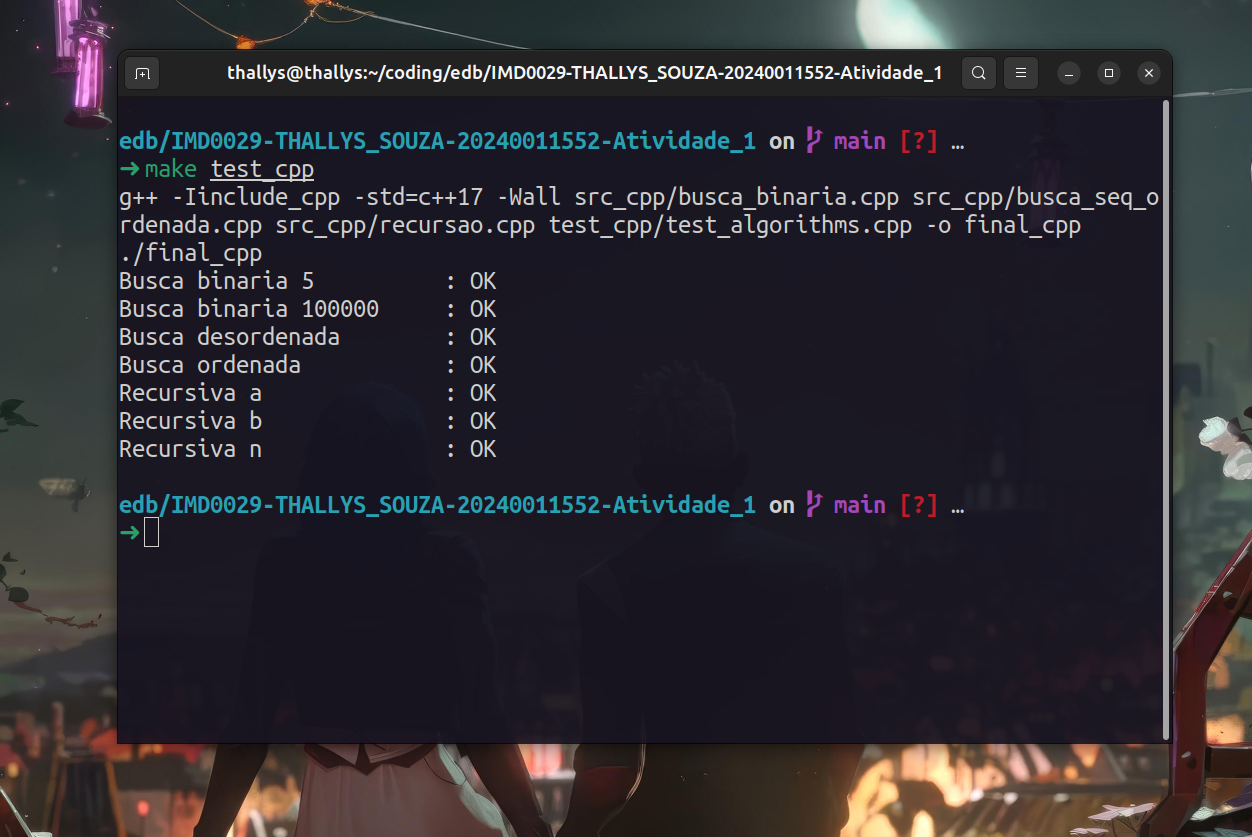 thallys@thallys:~/coding/edb/IMD0029-THALLYS_SOUZA-20240011552-Atividade_1
edb/IMD0029-THALLYS_SOUZA-20240011552-Atividade_1 on main [?] …
➜ make test_cpp
g++ -Iinclude_cpp -std=c++17 -Wall src_cpp/busca_binaria.cpp src_cpp/busca_seq_o
rdenada.cpp src_cpp/recursao.cpp test_cpp/test_algorithms.cpp -o final_cpp
./final_cpp
Busca binaria 5 : OK
Busca binaria 100000 : OK
Busca desordenada : OK
Busca ordenada : OK
Recursiva a : OK
Recursiva b : OK
Recursiva n : OK
edb/IMD0029-THALLYS_SOUZA-20240011552-Atividade_1 on main [?] …
➜